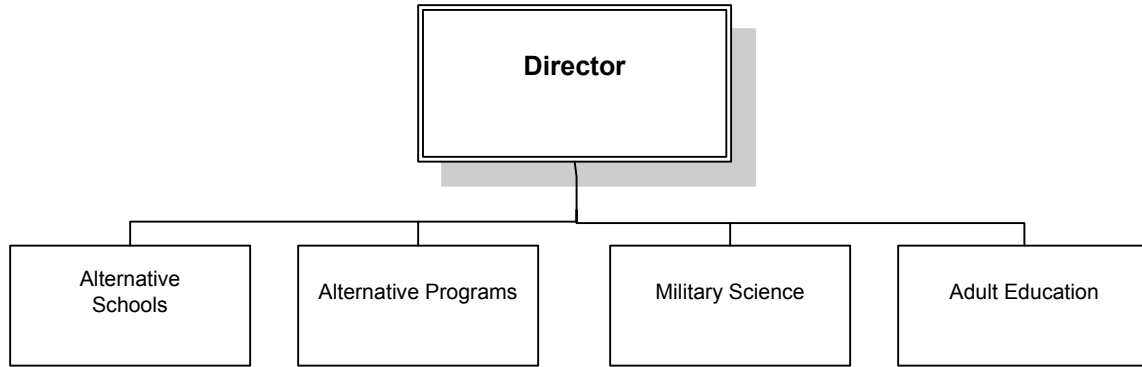 Director
Alternative
Schools
Alternative Programs
Military Science
Adult Education